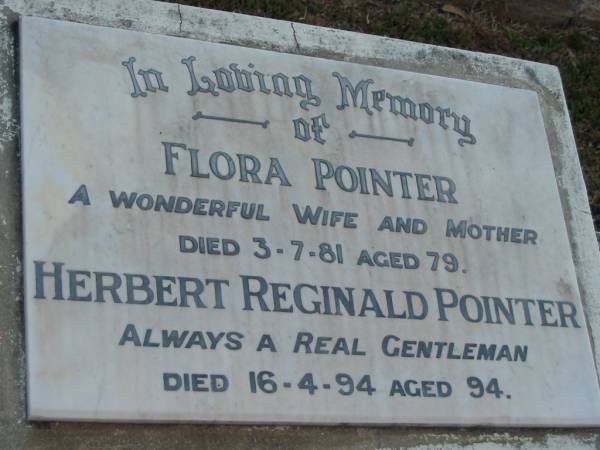 In Loving Memory
of
FLORA POINTER
A WONDERFUL WIFE AND MOTHER
DIED 3-7-81 AGED 79.
HERBERT REGINALD POINTER
ALWAYS A REAL GENTLEMAN
DIED 16-4-94 AGED 94.